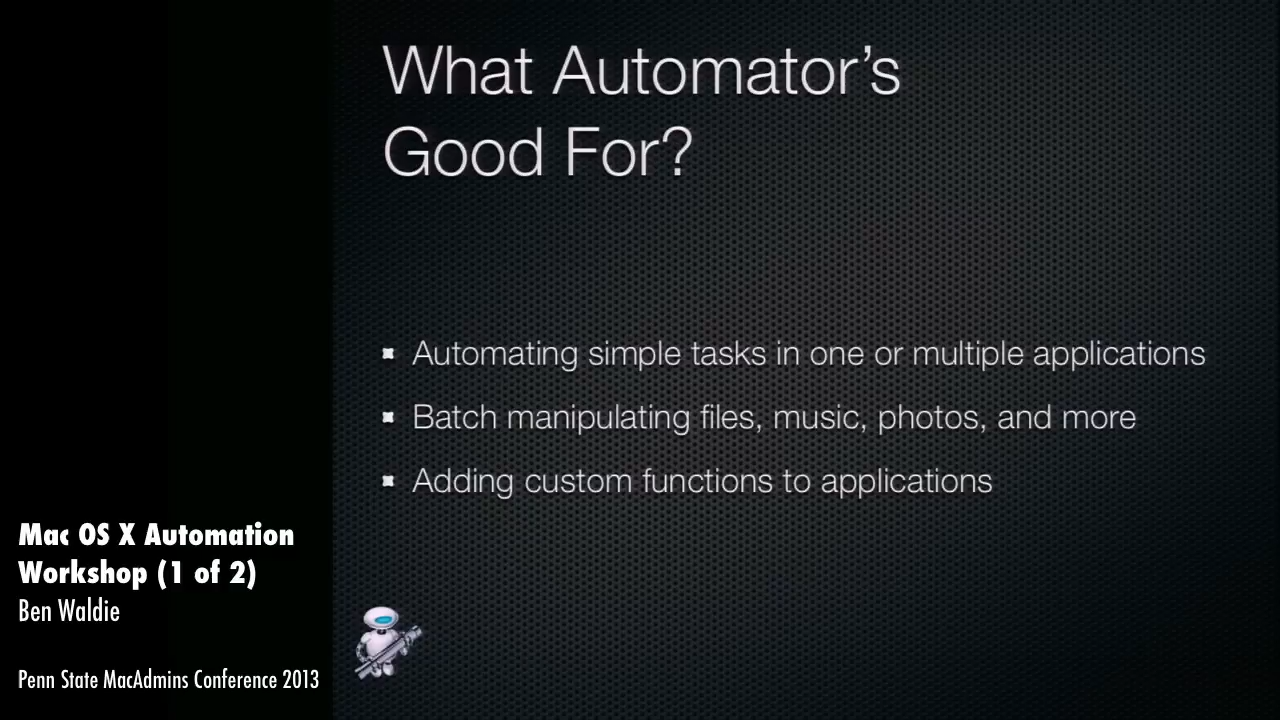 What Automator's
Good For?
Automating simple tasks in one or multiple applications
Batch manipulating files, music, photos, and more
Adding custom functions to applications
Mac OS X Automation
Workshop (1 of 2)
Ben Waldie
Penn State MacAdmins Conference 2013